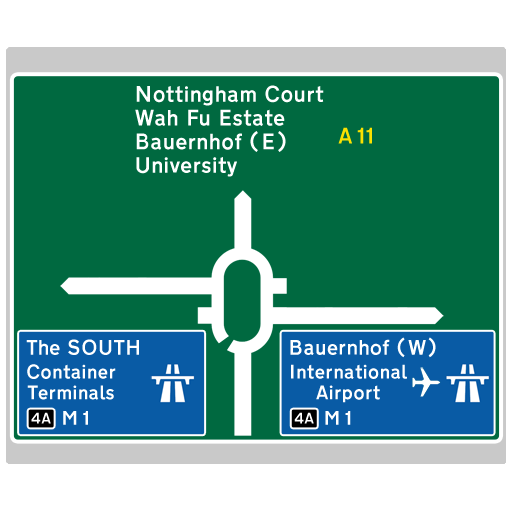 Nottingham Court
Wah Fu Estate
Bauernhof (E)
University
A 11
The SOUTH
Container
Terminals
4A M 1
Bauernhof (W)
International
Airport
4A M 1